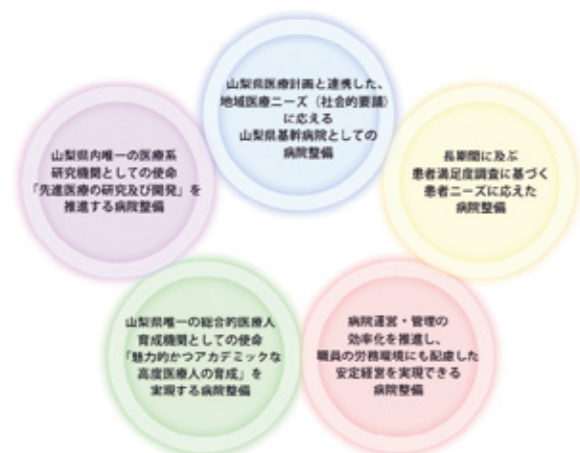 山梨県医療計画と連携した、
地域医療ニーズ（社会的要請）
に応える
山梨県基幹病院としての
病院整備
山梨県内唯一の医療系
研究機関としての使命
「先進医療の研究及び開発」を
推進する病院整備
長期間に及ぶ
患者満足度調査に基づく
患者ニーズに応えた
病院整備
山梨県唯一の総合的医療人
育成機関としての使命
「魅力的かつアカデミックな
高度医療人の育成」を
実現する病院整備
病院運営・管理の
効率化を推進し、
職員の労務環境にも配慮した
安定経営を実現できる
病院整備